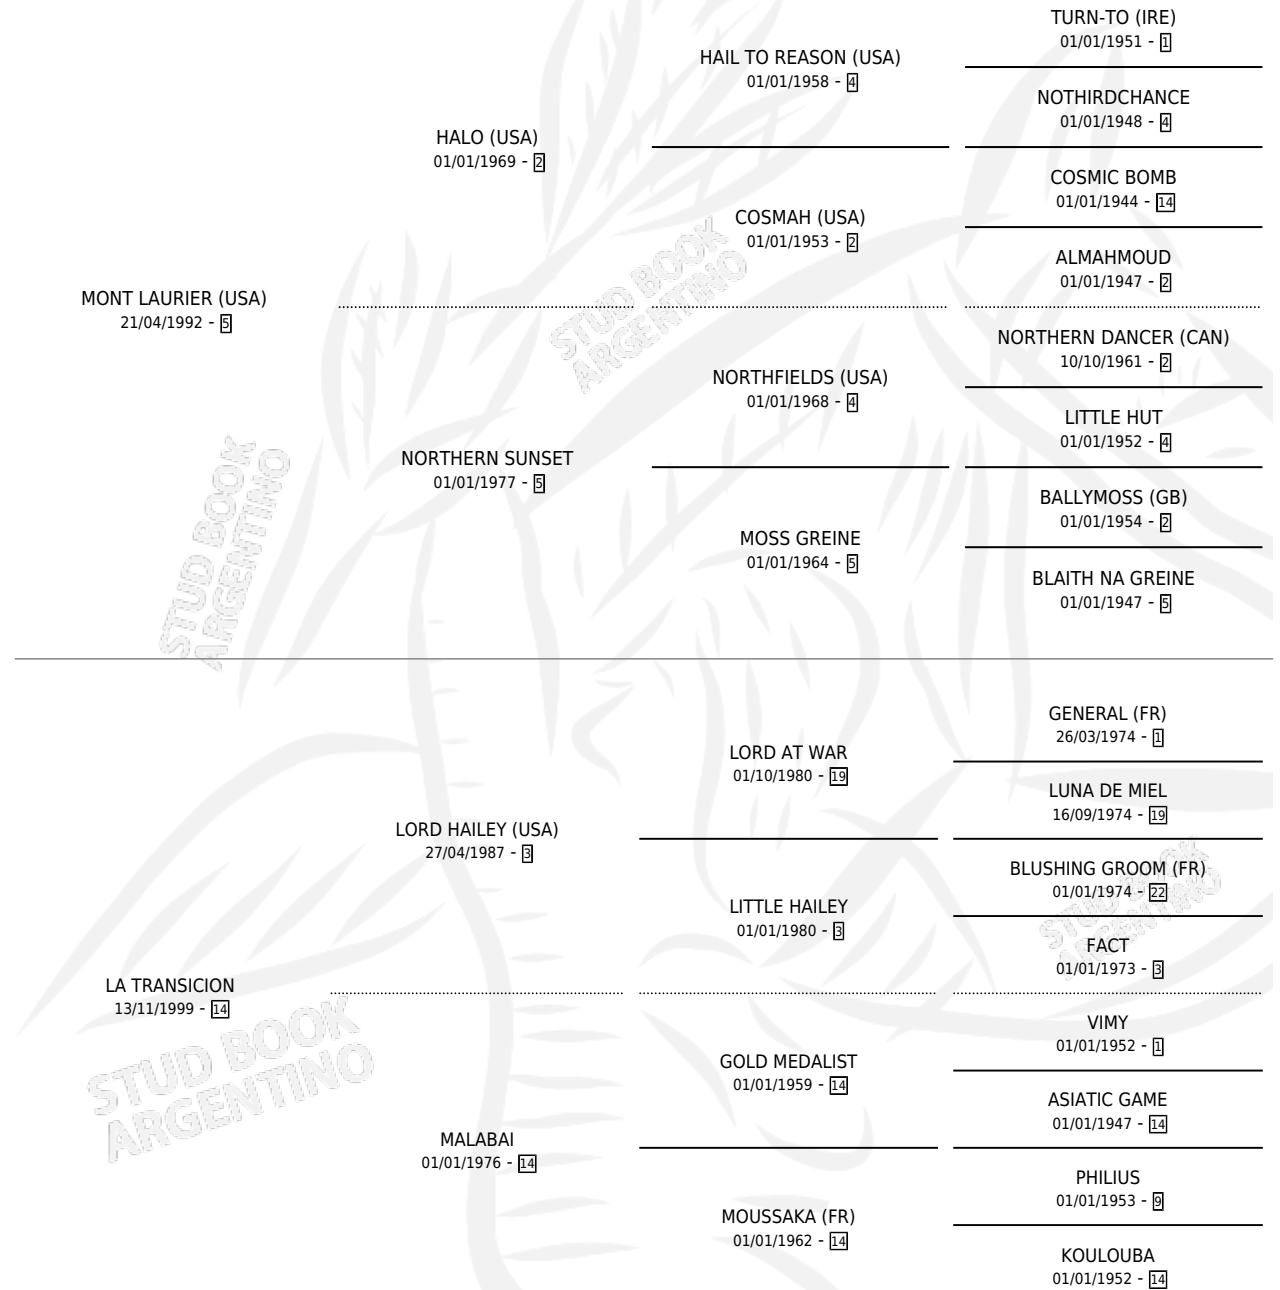 TURN-TO (IRE)
01/01/1951 - 1
HAIL TO REASON (USA)
01/01/1958 - 4
NOTHIRDCHANCE
01/01/1948 - 4
HALO (USA)
01/01/1969 - 2
COSMIC BOMB
01/01/1944 - 14
COSMAH (USA)
01/01/1953 - 2
ALMAHMOUD
01/01/1947 - 2
MONT LAURIER (USA)
21/04/1992 - 5
NORTHERN DANCER (CAN)
10/10/1961 - 2
NORTHFIELDS (USA)
01/01/1968 - 4
LITTLE HUT
01/01/1952 - 4
NORTHERN SUNSET
01/01/1977 - 5
BALLYMOSS (GB)
01/01/1954 - 2
MOSS GREINE
01/01/1964 - 5
BLAITH NA GREINE
01/01/1947 - 5
STUD BOOK
ARGENTINO
STUD BOOK
ARGENTINO
GENERAL (FR)
26/03/1974 - 1
LORD AT WAR
01/10/1980 - 19
LUNA DE MIEL
16/09/1974 - 19
LORD HAILEY (USA)
27/04/1987 - 3
BLUSHING GROOM (FR)
01/01/1974 - 22
LITTLE HAILEY
01/01/1980 - 3
FACT
01/01/1973 - 3
STUD BOOK
ARGENTINO
LA TRANSICION
13/11/1999 - 14
VIMY
01/01/1952 - 1
GOLD MEDALIST
01/01/1959 - 14
ASIATIC GAME
01/01/1947 - 14
STUD BOOK
ARGENTINO
MALABAI
01/01/1976 - 14
PHILIUS
01/01/1953 - 9
MOUSSAKA (FR)
01/01/1962 - 14
KOULOUBA
01/01/1952 - 14